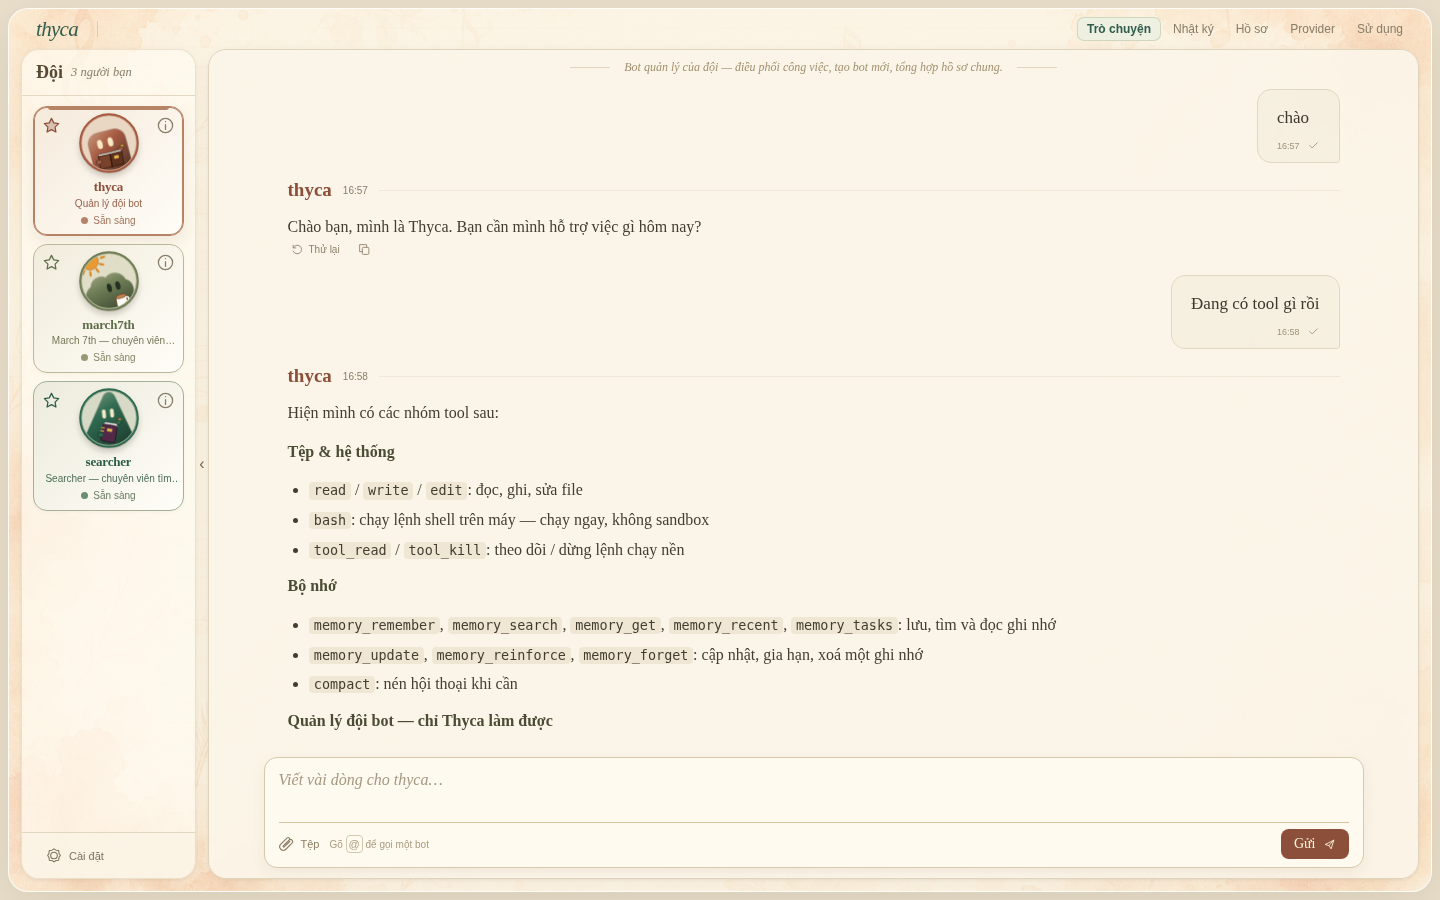 thyca
Trò chuyện
Nhật ký
Hồ sơ
Provider
Sử dụng
Đội 3 người bạn
thyca
Quản lý đội bot
Sẵn sàng
march7th
March 7th — chuyên viên…
Sẵn sàng
searcher
Searcher — chuyên viên tìm..
Sẵn sàng
Cài đặt
Bot quản lý của đội — điều phối công việc, tạo bot mới, tổng hợp hồ sơ chung.
chào
16:57
thyca 16:57
Chào bạn, mình là Thyca. Bạn cần mình hỗ trợ việc gì hôm nay?
Thử lại
Đang có tool gì rồi
16:58
thyca 16:58
Hiện mình có các nhóm tool sau:
Tệp & hệ thống
read / write / edit: đọc, ghi, sửa file
bash: chạy lệnh shell trên máy — chạy ngay, không sandbox
tool_read / tool_kill: theo dõi / dừng lệnh chạy nền
Bộ nhớ
memory_remember, memory_search, memory_get, memory_recent, memory_tasks: lưu, tìm và đọc ghi nhớ
memory_update, memory_reinforce, memory_forget: cập nhật, gia hạn, xoá một ghi nhớ
compact: nén hội thoại khi cần
Quản lý đội bot — chỉ Thyca làm được
Viết vài dòng cho thyca…
Tệp Gõ @ để gọi một bot
Gửi